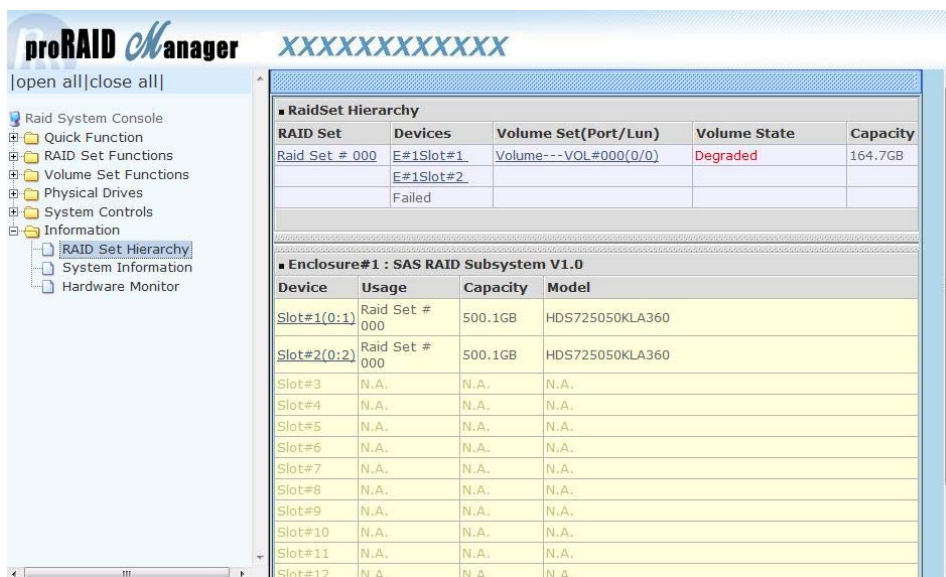 proRAID Manager
XXXXXXXXXXXXX
|open all|close all|
Raid System Console
Quick Function
RAID Set Functions
Volume Set Functions
Physical Drives
System Controls
Information
RAID Set Hierarchy
System Information
Hardware Monitor
RaidSet Hierarchy
RAID Set Devices Volume Set(Port/Lun) Volume State Capacity
Raid Set # 000 E#1Slot#1 Volume---VOL#000(0/0) Degraded 164.7GB
E#1Slot#2
Failed
Enclosure#1 : SAS RAID Subsystem V1.0
Device Usage Capacity Model
Slot#1(0:1) Raid Set # 000 500.1GB HDS725050KLA360
Slot#2(0:2) Raid Set # 000 500.1GB HDS725050KLA360
Slot#3 N.A. N.A. N.A.
Slot#4 N.A. N.A. N.A.
Slot#5 N.A. N.A. N.A.
Slot#6 N.A. N.A. N.A.
Slot#7 N.A. N.A. N.A.
Slot#8 N.A. N.A. N.A.
Slot#9 N.A. N.A. N.A.
Slot#10 N.A. N.A. N.A.
Slot#11 N.A. N.A. N.A.
Slot#12 N.A. N.A. N.A.